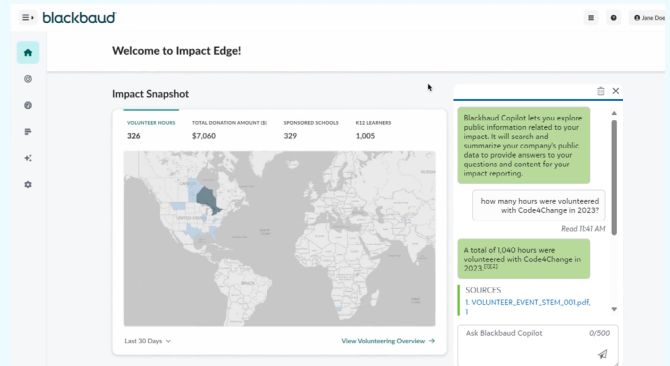 blackbaud
Jane Doe
Welcome to Impact Edge!
Impact Snapshot
VOLUNTEER HOURS
326
TOTAL DONATION AMOUNT ($)
$7,060
SPONSORED SCHOOLS
329
K12 LEARNERS
1,005
UNITED STATES
BRAZIL
Last 30 Days
View Volunteering Overview →
Blackbaud Copilot lets you explore
public information related to your
impact. It will search and
summarize your company's public
data to provide answers to your
questions and content for your
impact reporting.
how many hours were volunteered
with Code4Change in 2023?
Read 11:41 AM
A total of 1,040 hours were
volunteered with Code4Change in
2023.[1][2]
SOURCES
1. VOLUNTEER_EVENT_STEM_001.pdf,
1
Ask Blackbaud Copilot
0/500